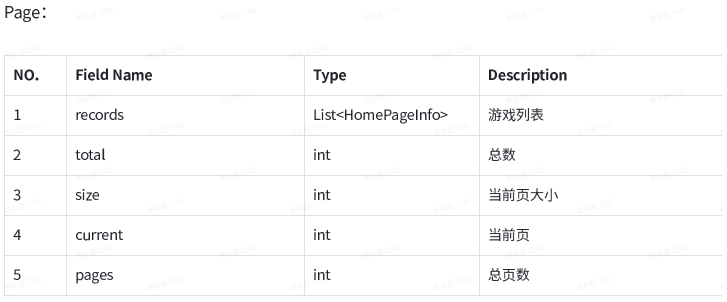 Page：
NO. Field Name Type Description
1 records List<HomePageInfo> 游戏列表
2 total int 总数
3 size int 当前页大小
4 current int 当前页
5 pages int 总页数